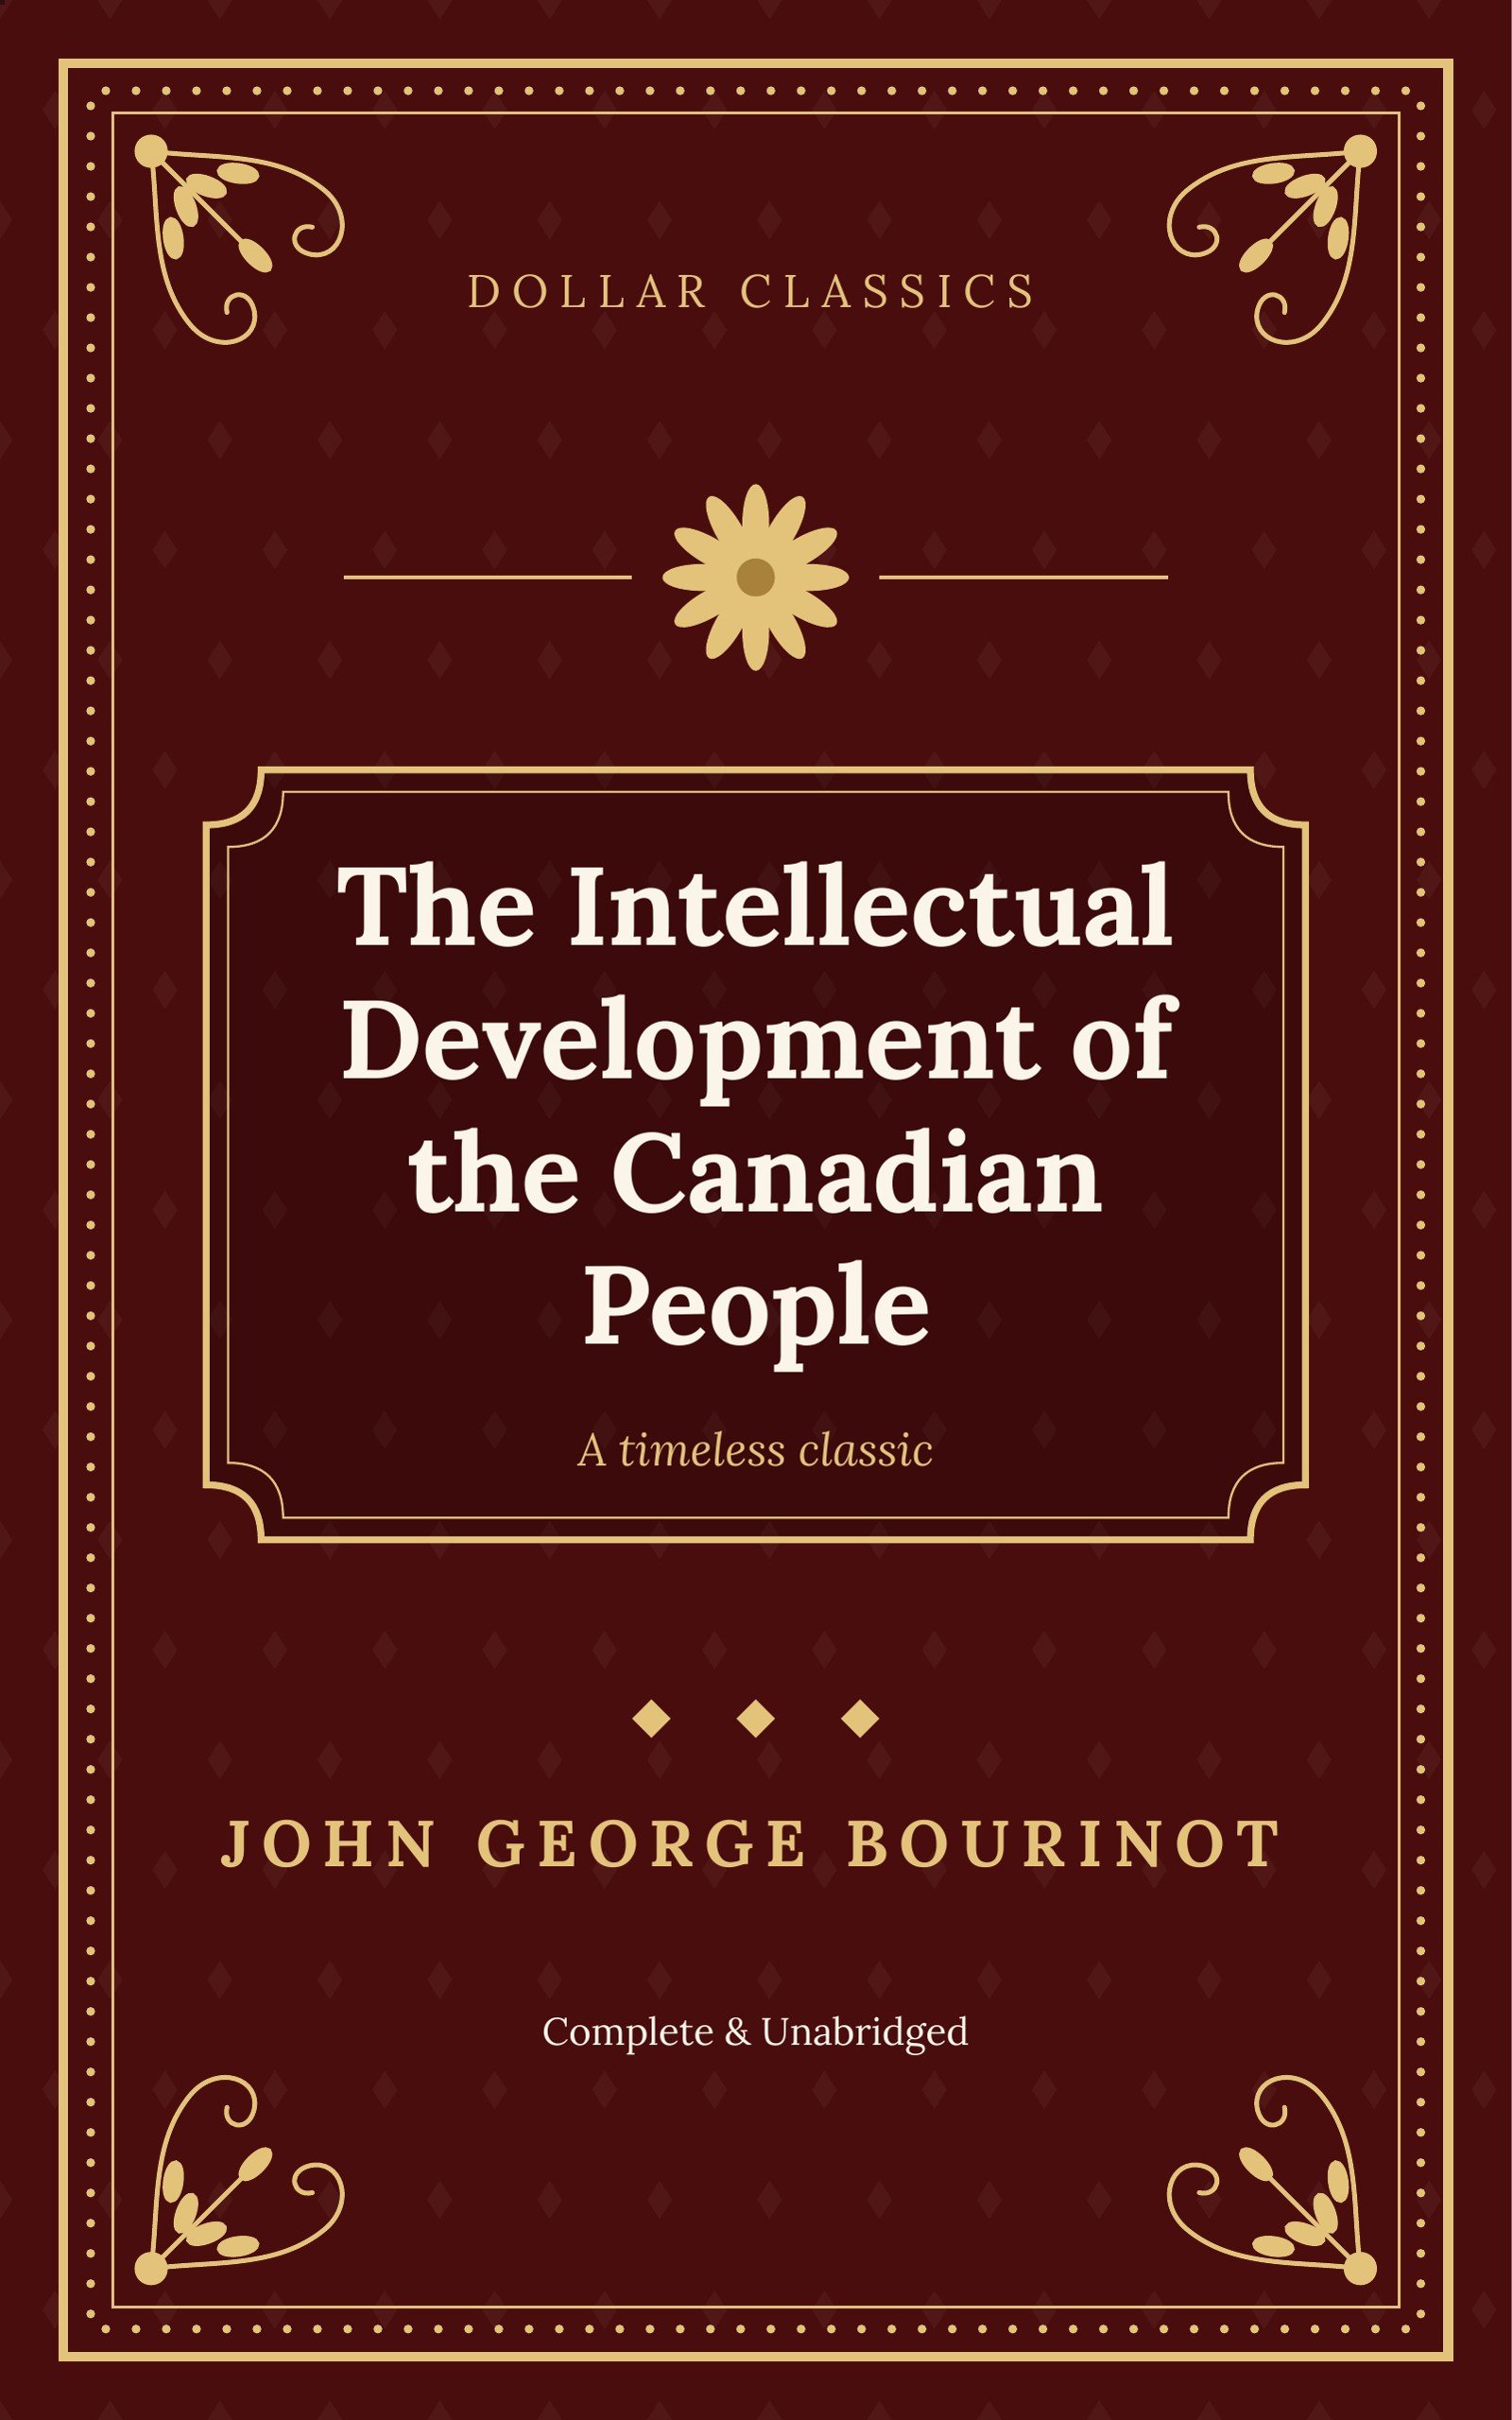 DOLLAR CLASSICS
The Intellectual
Development of
the Canadian
People
A timeless classic
JOHN GEORGE BOURINOT
Complete & Unabridged